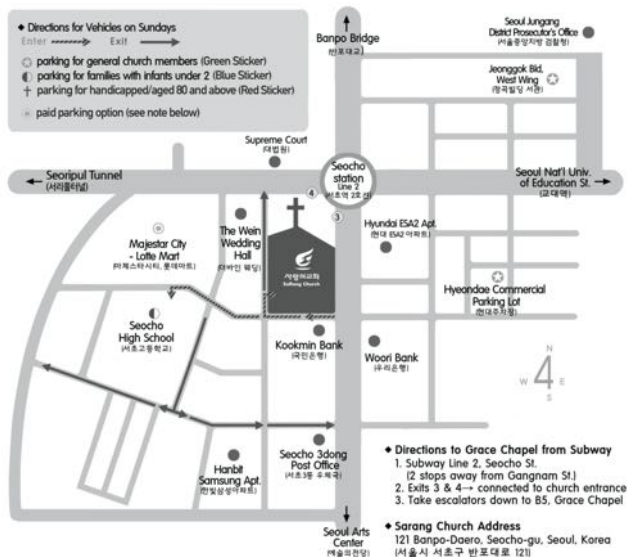 ◆ Directions for Vehicles on Sundays
Enter Exit
parking for general church members (Green Sticker)
parking for families with infants under 2 (Blue Sticker)
parking for handicapped/aged 80 and above (Red Sticker)
paid parking option (see note below)
Banpo Bridge
(반포대교)
Seoul Jungang
District Prosecutor's Office
(서울중앙지방 검찰청)
Jeonggok Bld,
West Wing
(정곡빌딩 서관)
Supreme Court
(대법원)
Seoripul Tunnel
(서리풀터널)
Seocho
station
Line 2
(서초역 2호선)
Seoul Nat'l Univ.
of Education St.
(교대역)
4
3
Majestar City
- Lotte Mart
(마제스타시티, 롯데마트)
The Wein
Wedding
Hall
(더바인 웨딩)
사랑의교회
SaRang Church
Hyundai ESA2 Apt.
(현대 ESA2 아파트)
Hyeondae Commercial
Parking Lot
(현대주차장)
Seocho
High School
(서초고등학교)
Kookmin Bank
(국민은행)
Woori Bank
(우리은행)
N
W 4 E
S
Hanbit
Samsung Apt.
(한빛삼성아파트)
Seocho 3dong
Post Office
(서초3동 우체국)
Seoul Arts
Center
(예술의전당)
◆ Directions to Grace Chapel from Subway
1. Subway Line 2, Seocho St.
(2 stops away from Gangnam St.)
2. Exits 3 & 4→ connected to church entrance
3. Take escalators down to B5, Grace Chapel
◆ Sarang Church Address
121 Banpo-Daero, Seocho-gu, Seoul, Korea
(서울시 서초구 반포대로 121)